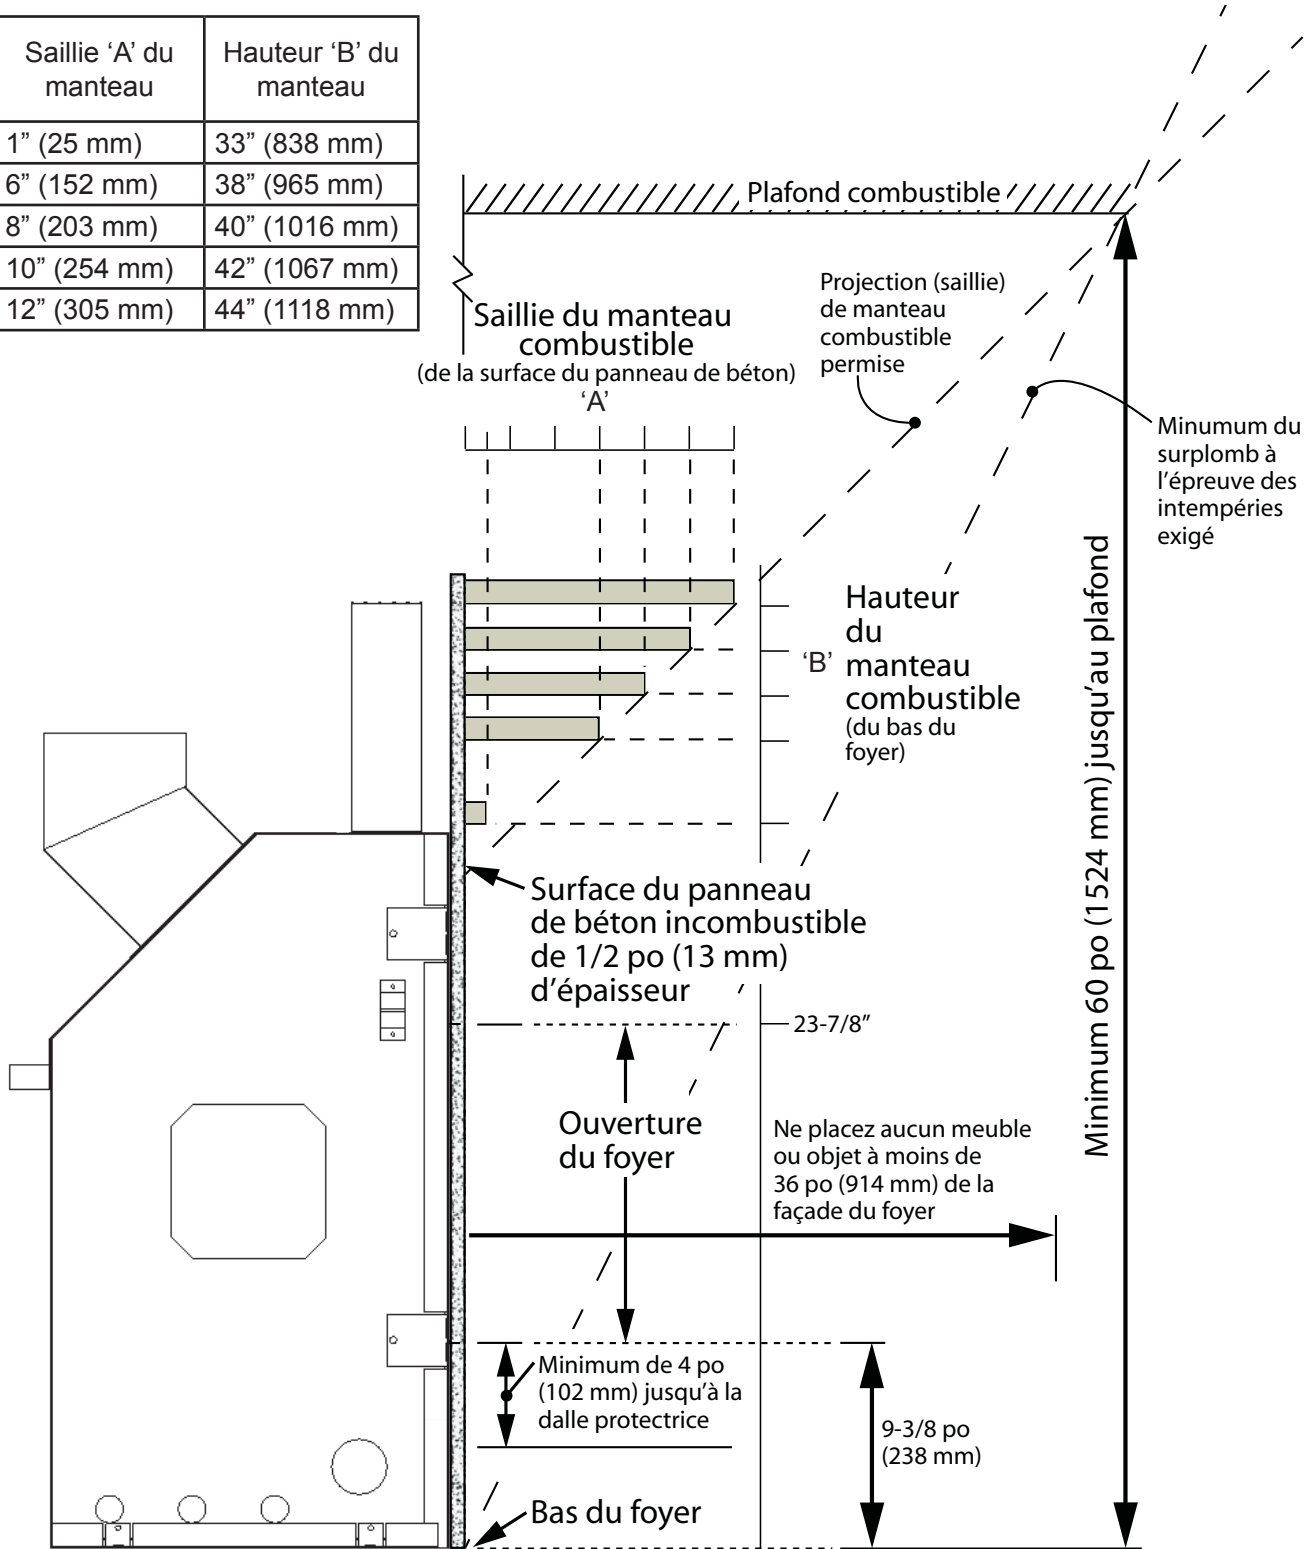 Saillie ‘A’ du
manteau
Hauteur ‘B’ du
manteau
1” (25 mm)
33” (838 mm)
6” (152 mm)
38” (965 mm)
8” (203 mm)
40” (1016 mm)
10” (254 mm)
42” (1067 mm)
12” (305 mm)
44” (1118 mm)
Plafond combustible
Saillie du manteau
combustible
(de la surface du panneau de béton)
‘A’
Projection (saillie)
de manteau
combustible
permise
Minumum du
surplomb à
l’épreuve des
intempéries
exigé
Hauteur
du
manteau
combustible
(du bas du
foyer)
‘B’
Minimum 60 po (1524 mm) jusqu’au plafond
Surface du panneau
de béton incombustible
de 1/2 po (13 mm)
d’épaisseur
23-7/8”
Ouverture
du foyer
Ne placez aucun meuble
ou objet à moins de
36 po (914 mm) de la
façade du foyer
Minimum de 4 po
(102 mm) jusqu’à la
dalle protectrice
9-3/8 po
(238 mm)
Bas du foyer